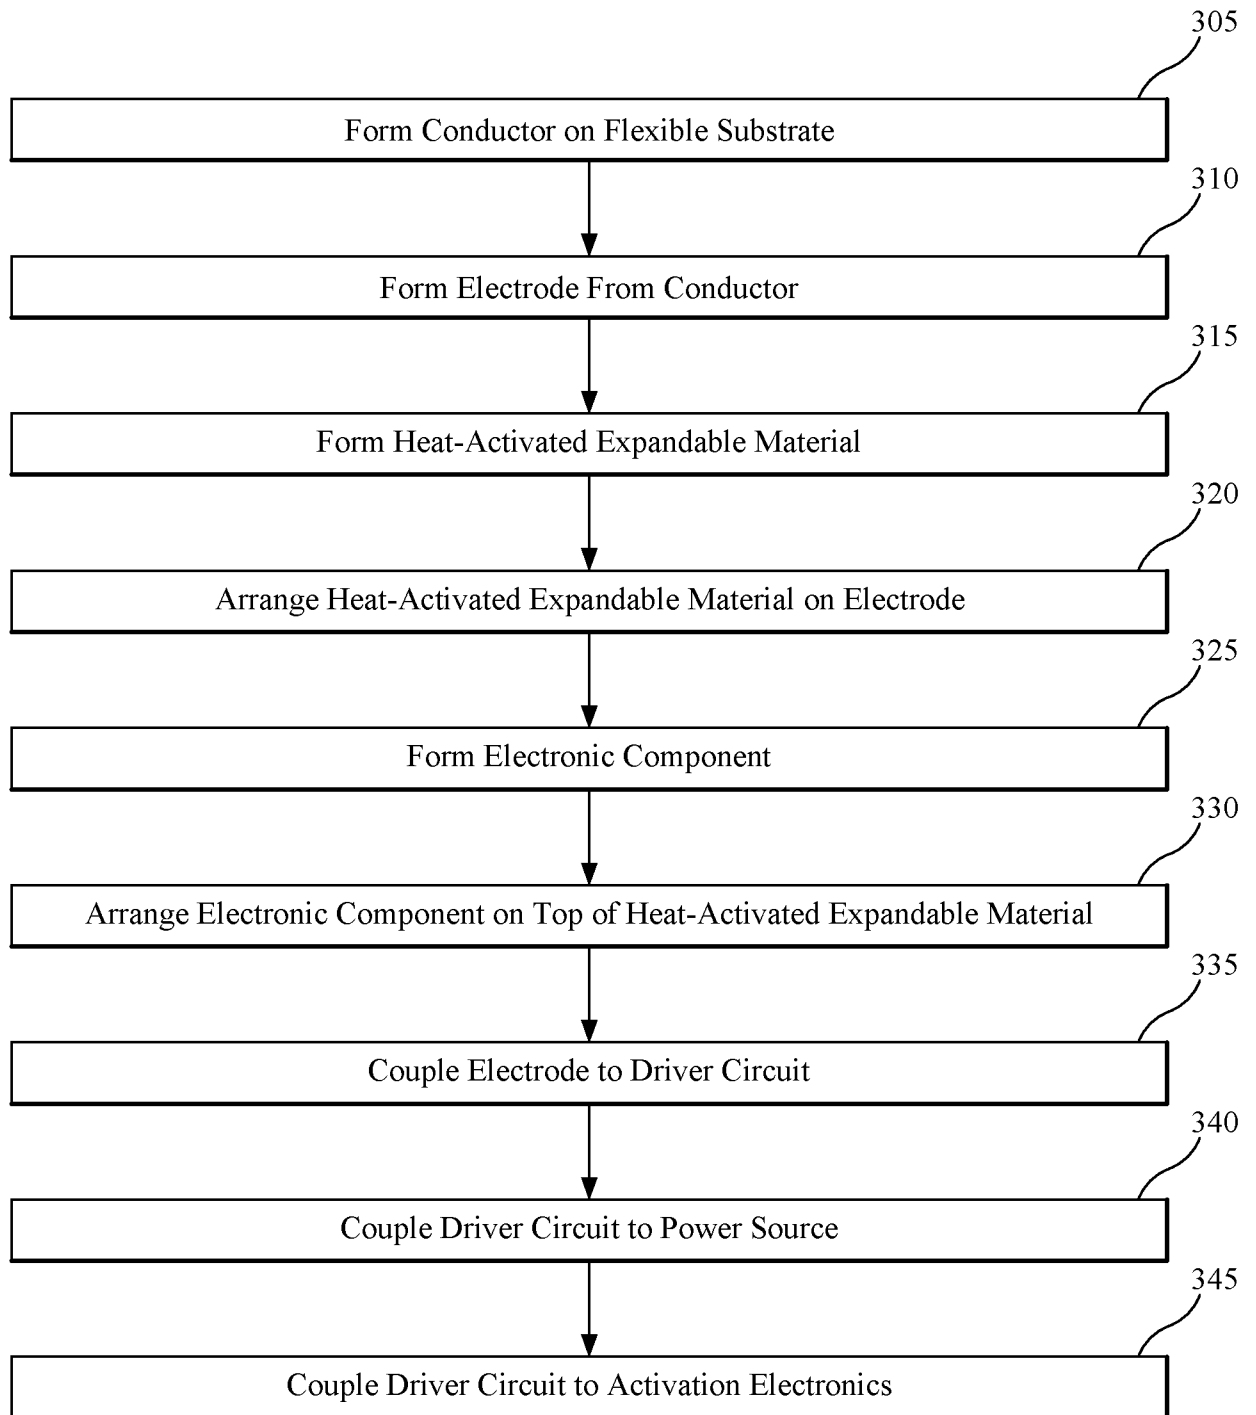 305
Form Conductor on Flexible Substrate
310
Form Electrode From Conductor
315
Form Heat-Activated Expandable Material
320
Arrange Heat-Activated Expandable Material on Electrode
325
Form Electronic Component
330
Arrange Electronic Component on Top of Heat-Activated Expandable Material
335
Couple Electrode to Driver Circuit
340
Couple Driver Circuit to Power Source
345
Couple Driver Circuit to Activation Electronics